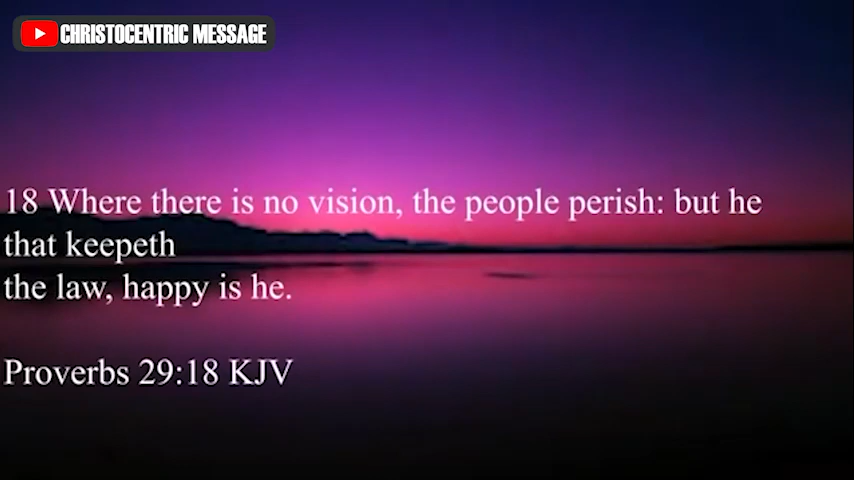 CHRISTOCENTRIC MESSAGE
18 Where there is no vision, the people perish: but he
that keepeth
the law, happy is he.
Proverbs 29:18 KJV